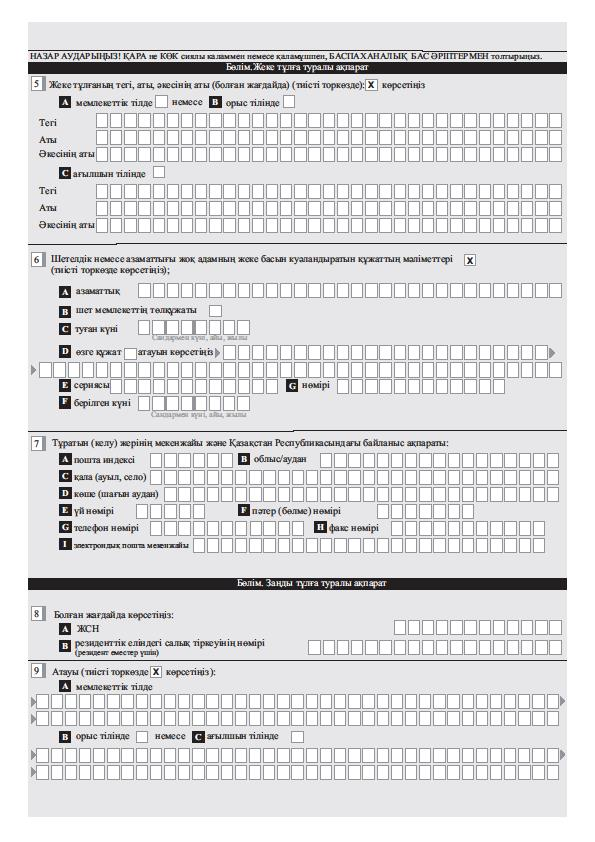 НАЗАР АУДАРЫҢЫЗ! ҚАРА не КӨК сиялы қаламмен немесе қаламұшпен, БАСПАХАНАЛЫҚ БАС ӘРІПТЕРМЕН толтырыңыз.
Бөлім.Жеке тұлға туралы ақпарат
5 Жеке тұлғаның тегі, аты, әкесінің аты (болған жағдайда) (тиісті торкөзде): X көрсетіңіз
A мемлекеттік тілде немесе B орыс тілінде
Тегі
Аты
Әкесінің аты
C ағылшын тілінде
Тегі
Аты
Әкесінің аты
6 Шетелдік немесе азаматтығы жоқ адамның жеке басын куәландыратын құжаттың мәліметтері X
(тиісті торкөзде көрсетіңіз);
A азаматтық
B шет мемлекеттің төлқұжаты
C туған күні
Сандармен күні, айы, жылы
D өзге құжат атауын көрсетіңіз
E сериясы G нөмірі
F берілген күні
Сандармен күні, айы, жылы
7 Тұратын (келу) жерінің мекенжайы және Қазақстан Республикасындағы байланыс ақпараты:
A пошта индексі B облыс/аудан
C қала (ауыл, село)
D көше (шағын аудан)
E үй нөмірі F пәтер (бөлме) нөмірі
G телефон нөмірі H факс нөмірі
I электрондық пошта мекенжайы
Бөлім. Заңды тұлға туралы ақпарат
8 Болған жағдайда көрсетіңіз:
A ЖСН
B резиденттік еліндегі салық тіркеуінің нөмірі
(резидент еместер үшін)
9 Атауы (тиісті торкөзде X көрсетіңіз):
A мемлекеттік тілде
B орыс тілінде немесе C ағылшын тілінде